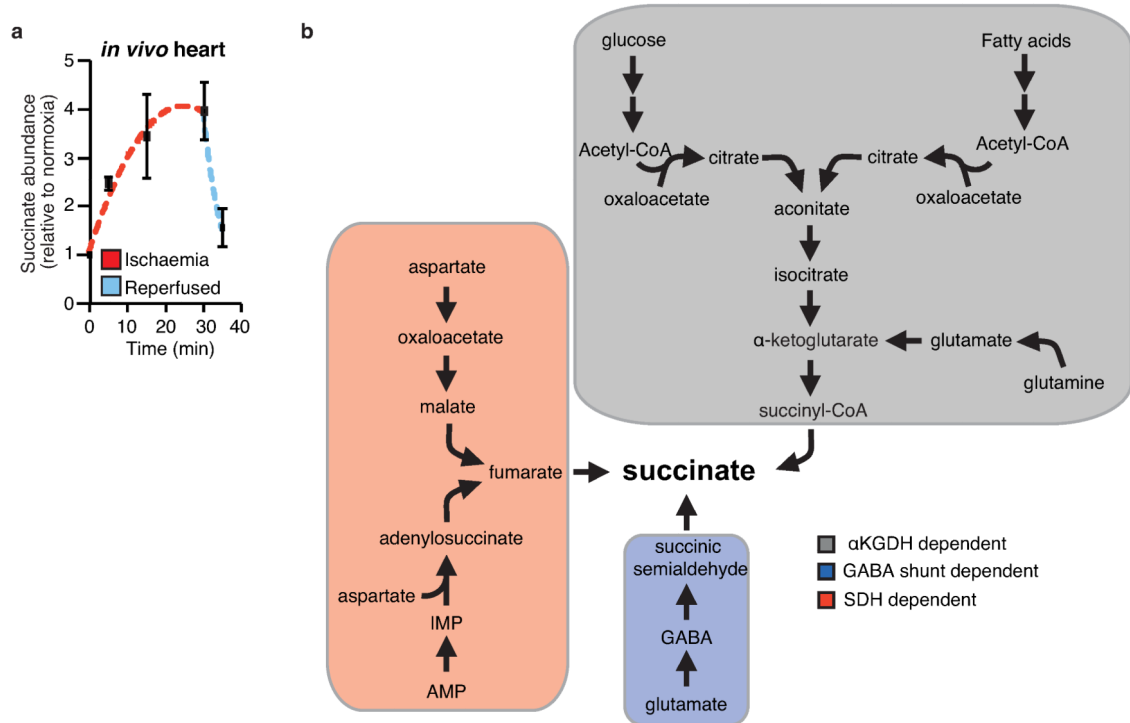 a
in vivo heart
Succinate abundance
(relative to normoxia)
5
4
3
2
1
0
Ischaemia
Reperfused
0 10 20 30 40
Time (min)
b
glucose
Fatty acids
Acetyl-CoA
citrate
citrate
Acetyl-CoA
oxaloacetate
oxaloacetate
aconitate
isocitrate
α-ketoglutarate
glutamate
glutamine
succinyl-CoA
aspartate
oxaloacetate
malate
fumarate
succinate
adenylosuccinate
aspartate
IMP
AMP
succinic
semialdehyde
GABA
glutamate
αKGDH dependent
GABA shunt dependent
SDH dependent